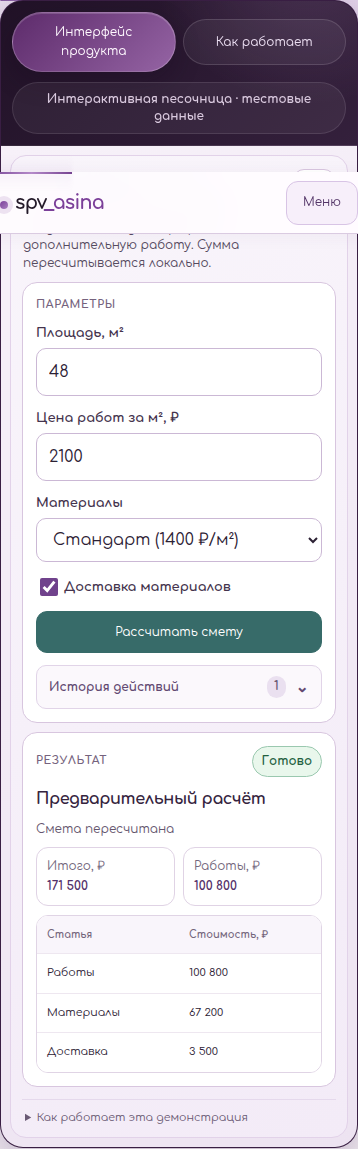 Интерфейс
продукта
Как работает
Интерактивная песочница · тестовые
данные
spv_asina
Меню
дополнительную работу. Сумма
пересчитывается локально.
ПАРАМЕТРЫ
Площадь, м²
48
Цена работ за м², ₽
2100
Материалы
Стандарт (1400 ₽/м²)
Доставка материалов
Рассчитать смету
История действий 1
РЕЗУЛЬТАТ
Готово
Предварительный расчёт
Смета пересчитана
Итого, ₽
171 500
Работы, ₽
100 800
Статья Стоимость, ₽
Работы 100 800
Материалы 67 200
Доставка 3 500
Как работает эта демонстрация